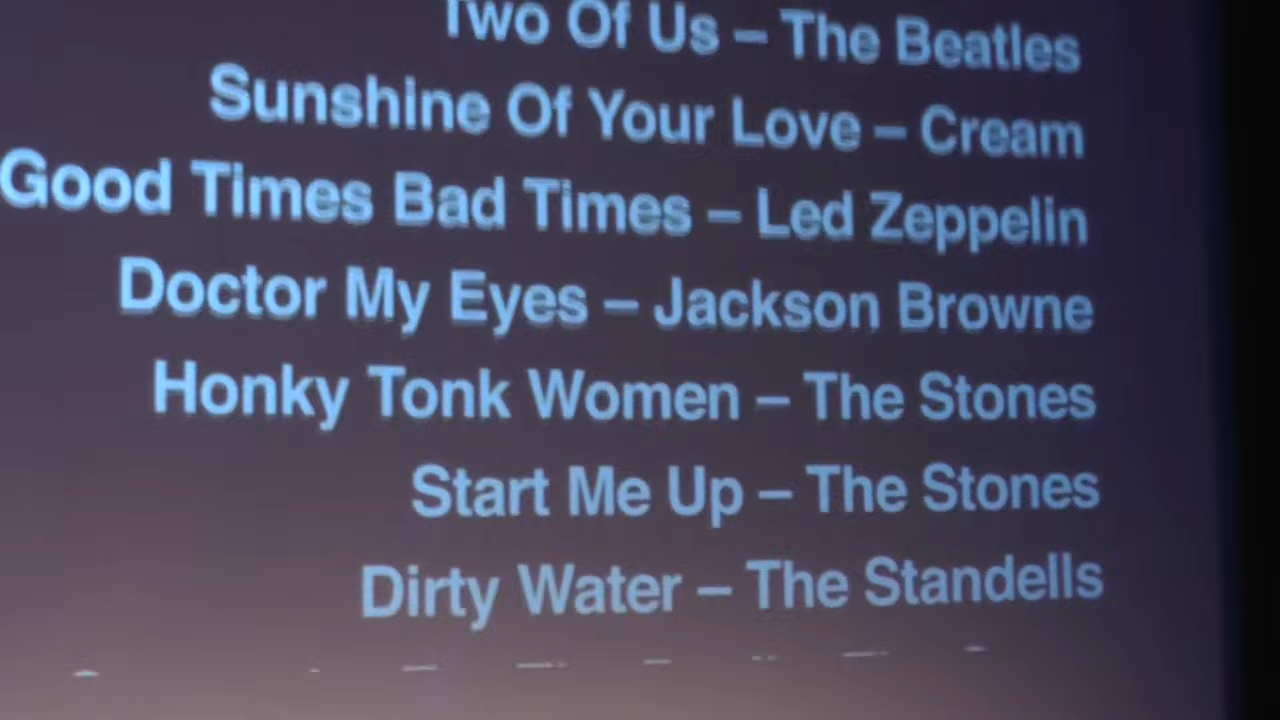 Two Of Us – The Beatles
Sunshine Of Your Love – Cream
Good Times Bad Times – Led Zeppelin
Doctor My Eyes – Jackson Browne
Honky Tonk Women – The Stones
Start Me Up – The Stones
Dirty Water – The Standells